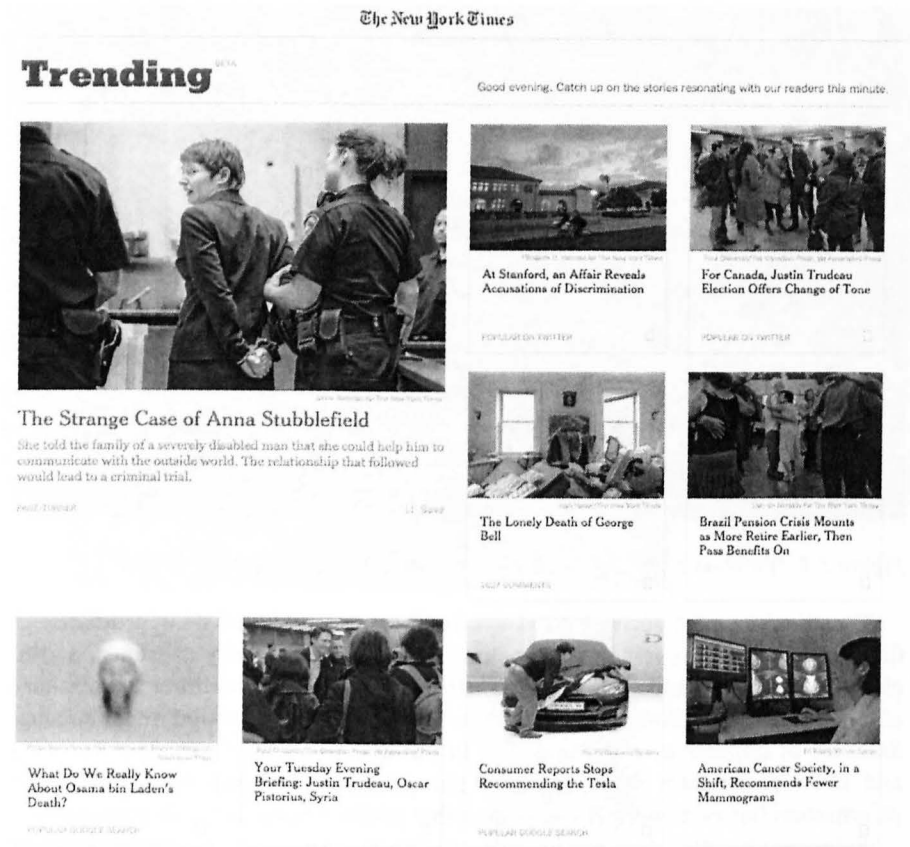 The New York Times
Trending
BETA
Good evening. Catch up on the stories resonating with our readers this minute.
The Strange Case of Anna Stubblefield
She told the family of a severely disabled man that she could help him to
communicate with the outside world. The relationship that followed
would lead to a criminal trial.
Save
At Stanford, an Affair Reveals
Accusations of Discrimination
POPULAR ON TWITTER
For Canada, Justin Trudeau
Election Offers Change of Tone
POPULAR ON TWITTER
The Lonely Death of George
Bell
COMMENTS
Brazil Pension Crisis Mounts
as More Retire Earlier, Then
Pass Benefits On
What Do We Really Know
About Osama bin Laden's
Death?
POPULAR GOOGLE SEARCH
Your Tuesday Evening
Briefing: Justin Trudeau, Oscar
Pistorius, Syria
Consumer Reports Stops
Recommending the Tesla
POPULAR GOOGLE SEARCH
American Cancer Society, in a
Shift, Recommends Fewer
Mammograms